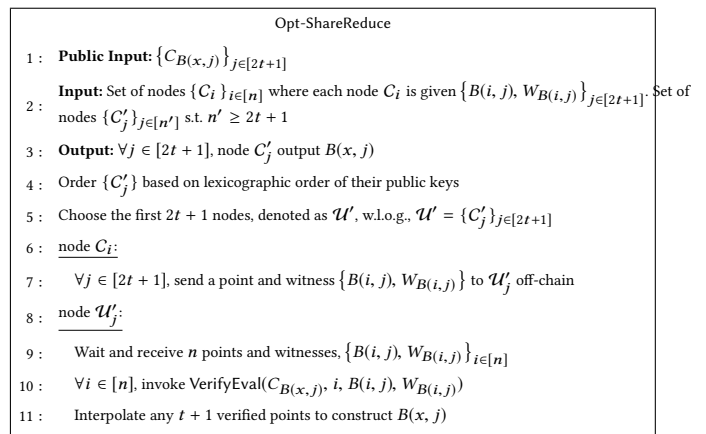 Opt-ShareReduce
1 : Public Input: {C_{B(x,j)}}_{j∈[2t+1]}
2 : Input: Set of nodes {𝒞_i}_{i∈[n]} where each node 𝒞_i is given {B(i, j), W_{B(i,j)}}_{j∈[2t+1]}. Set of
nodes {𝒞′_j}_{j∈[n′]} s.t. n′ ≥ 2t + 1
3 : Output: ∀j ∈ [2t + 1], node 𝒞′_j output B(x, j)
4 : Order {𝒞′_j} based on lexicographic order of their public keys
5 : Choose the first 2t + 1 nodes, denoted as 𝒰′, w.l.o.g., 𝒰′ = {𝒞′_j}_{j∈[2t+1]}
6 : node 𝒞_i:
7 : ∀j ∈ [2t + 1], send a point and witness {B(i, j), W_{B(i,j)}} to 𝒰′_j off-chain
8 : node 𝒰′_j:
9 : Wait and receive n points and witnesses, {B(i, j), W_{B(i,j)}}_{i∈[n]}
10 : ∀i ∈ [n], invoke VerifyEval(C_{B(x,j)}, i, B(i, j), W_{B(i,j)})
11 : Interpolate any t + 1 verified points to construct B(x, j)